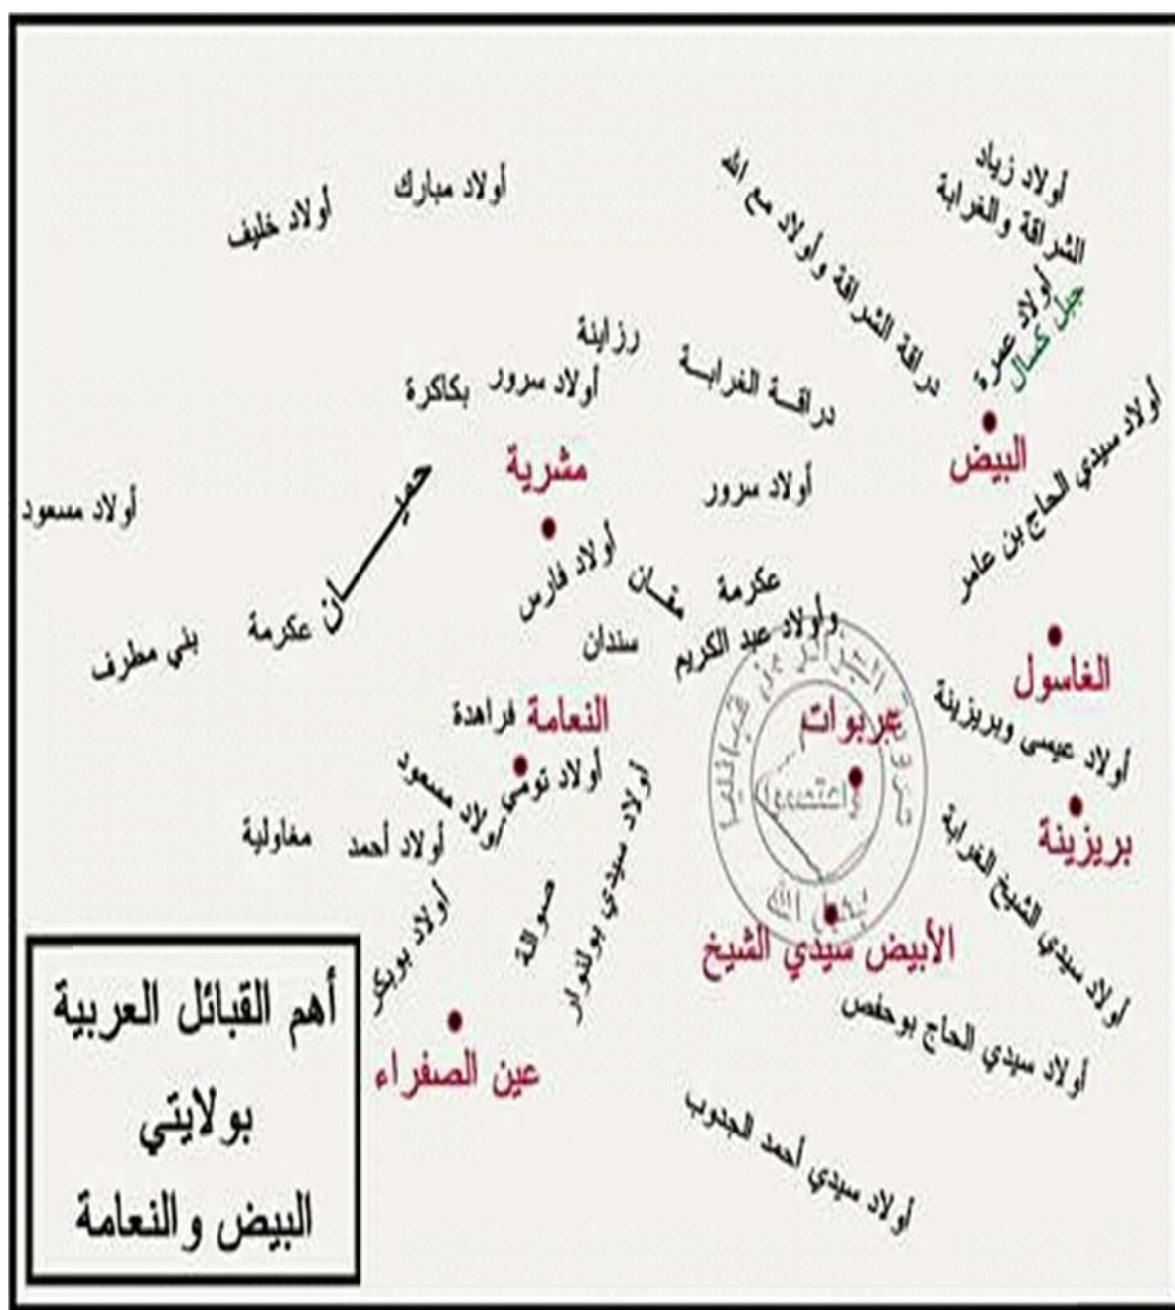 أولاد زياد
الشراقة والغرابة
أولاد عمرة
جبل كسال
دراقة الشراقة وأولاد مع الله
أولاد مبارك
أولاد خليف
رزاينة
دراقة الغرابة
أولاد سرور
بكاكرة
البيض
مشرية
أولاد سيدي الحاج بن عامر
أولاد سرور
حميان
أولاد مسعود
أولاد فارس
مقان
عكرمة
وأولاد عبد الكريم
سندان
عكرمة
بني مطرف
الغاسول
أولاد عيسى وبريزينة
عربوات
النعامة
فراهدة
أولاد تومي
أولاد مسعود
أولاد سيدي بولنوار
بريزينة
أولاد سيدي الشيخ الغرابة
أولاد أحمد
مغاولية
صوالة
أولاد بوبكر
الأبيض سيدي الشيخ
أولاد سيدي الحاج بوحفص
عين الصفراء
أولاد سيدي أحمد المجدوب
أهم القبائل العربية
بولايتي
البيض والنعامة